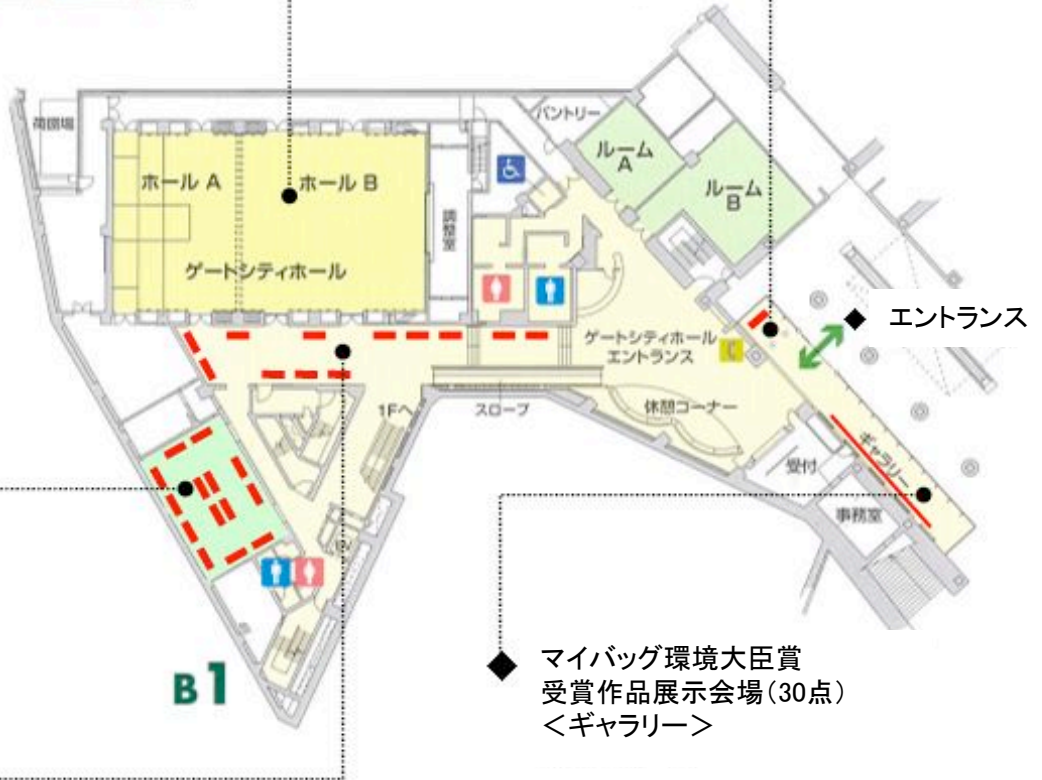 パントリー
荷捌場
ルーム
A
ルーム
B
ホール A
ホール B
調整室
ゲートシティホール
エントランス
ゲートシティホール
エントランス
1Fへ
スロープ
休憩コーナー
ギャラリー
受付
事務室
B1
マイバッグ環境大臣賞
受賞作品展示会場（30点）
＜ギャラリー＞